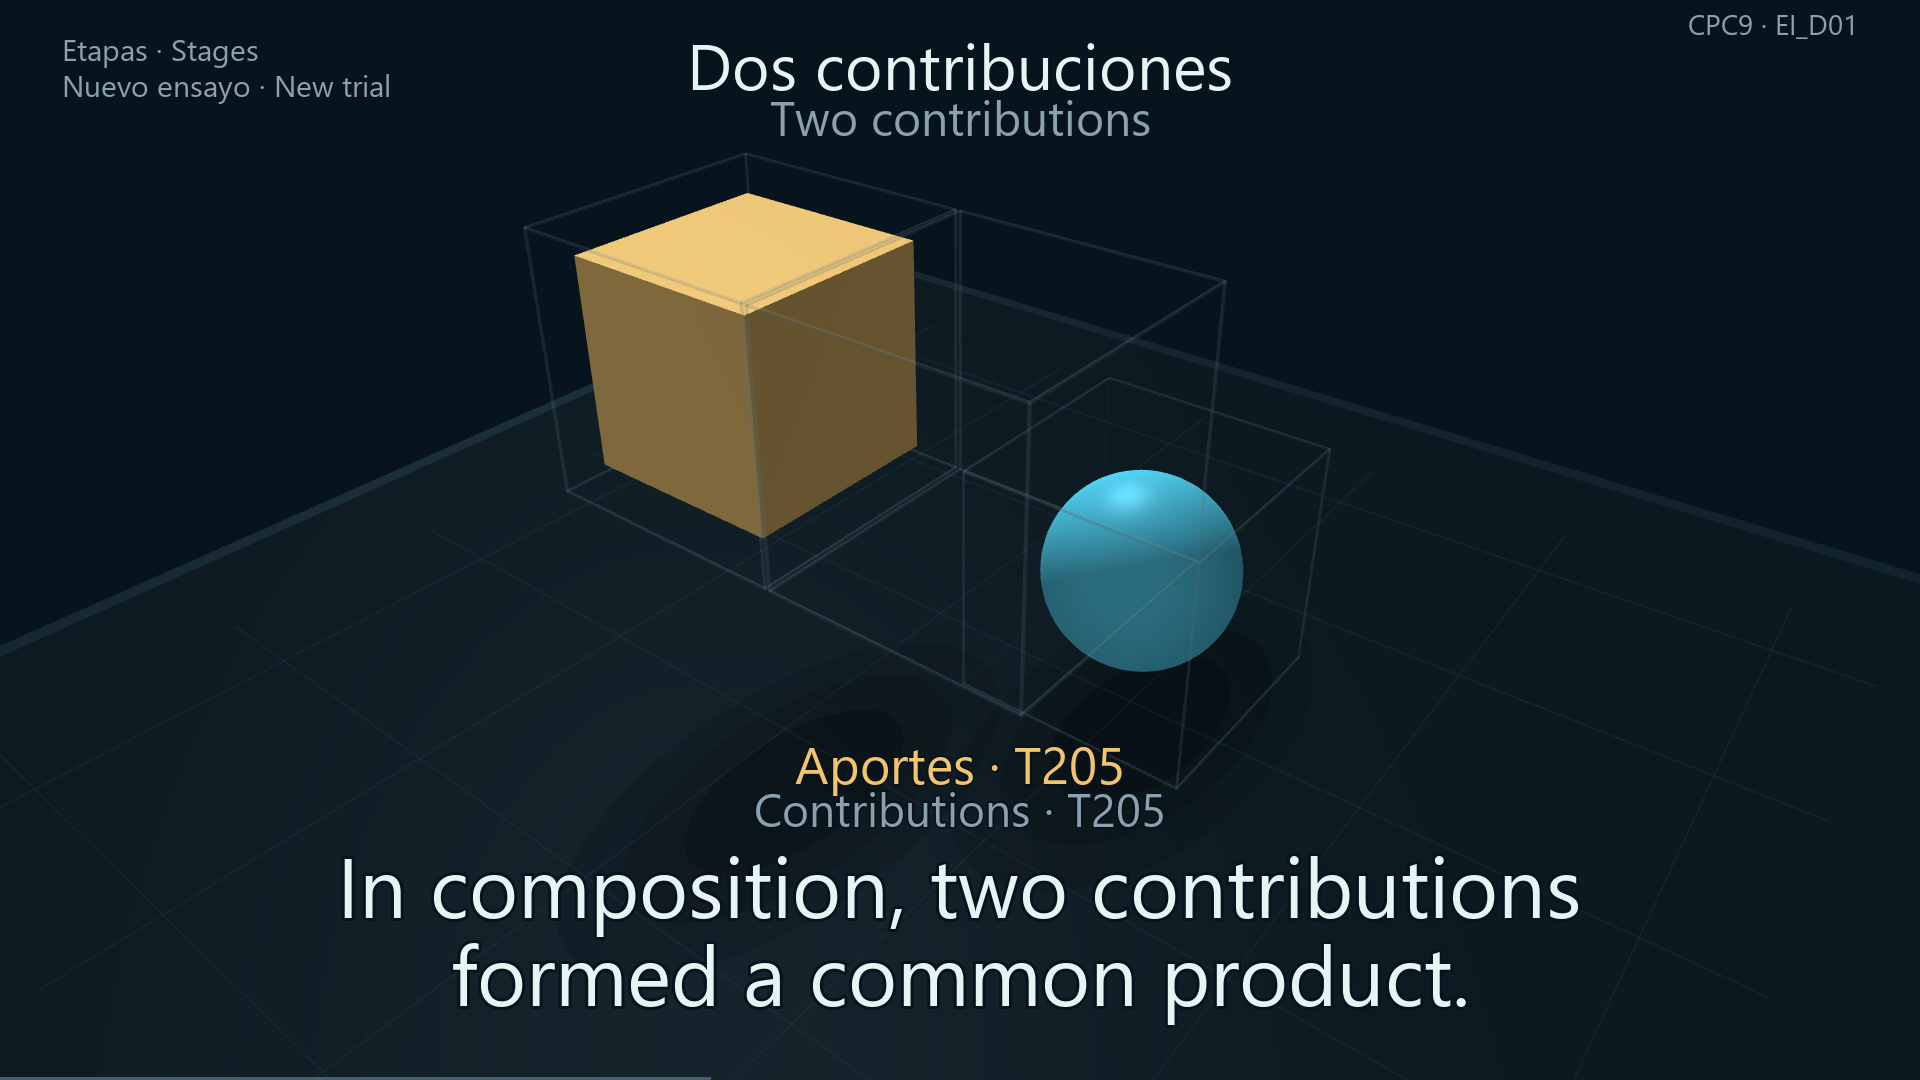 Etapas · Stages
Nuevo ensayo · New trial
CPC9 · EI_D01
Dos contribuciones
Two contributions
Aportes · T205
Contributions · T205
In composition, two contributions
formed a common product.